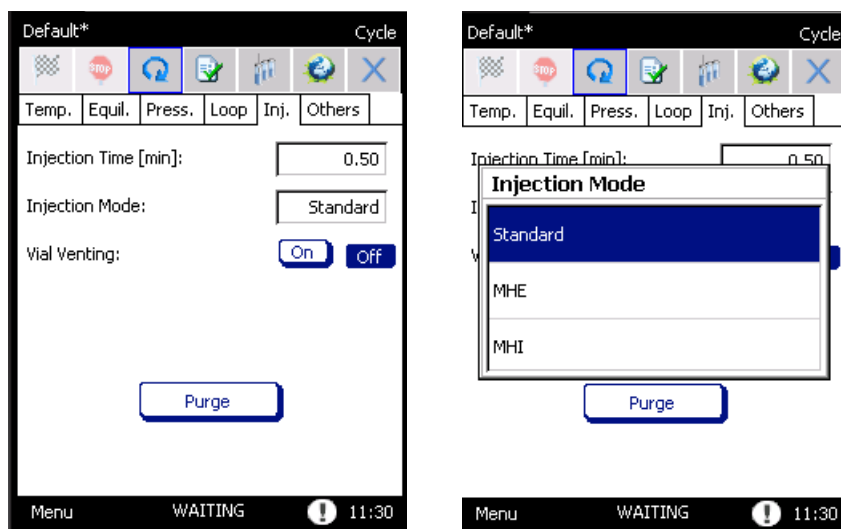 Default* Cycle
STOP
Temp. Equil. Press. Loop Inj. Others
Injection Time [min]: 0.50
Injection Mode: Standard
Vial Venting: On Off
Purge
Menu WAITING 11:30
Default* Cycle
STOP
Temp. Equil. Press. Loop Inj. Others
Injection Time [min]: 0.50
Injection Mode
Standard
MHE
MHI
Purge
Menu WAITING 11:30